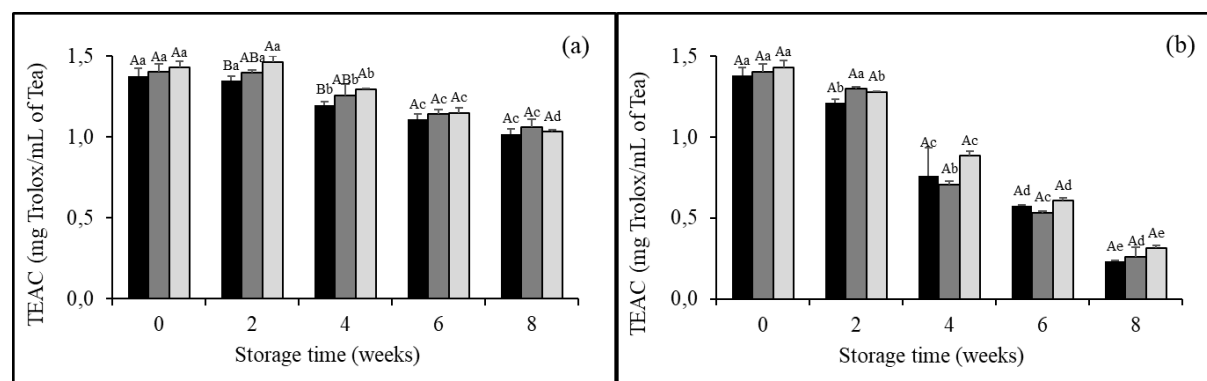 (a)
TEAC (mg Trolox/mL of Tea)
1,5
1,0
0,5
0,0
Aa Aa Aa
Ba ABa Aa
Bb ABb Ab
Ac Ac Ac
Ac Ac Ad
0 2 4 6 8
Storage time (weeks)
(b)
TEAC (mg Trolox/mL of Tea)
1,5
1,0
0,5
0,0
Aa Aa Aa
Ab Aa Ab
Ac Ab Ac
Ad Ac Ad
Ae Ad Ae
0 2 4 6 8
Storage time (weeks)